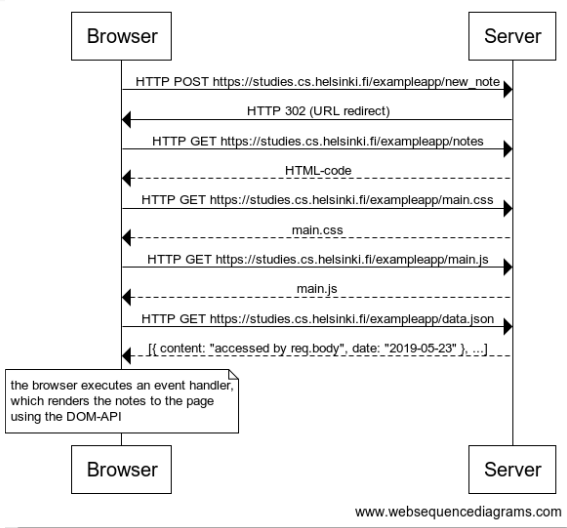 Browser
Server
HTTP POST https://studies.cs.helsinki.fi/exampleapp/new_note
HTTP 302 (URL redirect)
HTTP GET https://studies.cs.helsinki.fi/exampleapp/notes
HTML-code
HTTP GET https://studies.cs.helsinki.fi/exampleapp/main.css
main.css
HTTP GET https://studies.cs.helsinki.fi/exampleapp/main.js
main.js
HTTP GET https://studies.cs.helsinki.fi/exampleapp/data.json
[{ content: "accessed by req.body", date: "2019-05-23" }, ...]
the browser executes an event handler,
which renders the notes to the page
using the DOM-API
Browser
Server
www.websequencediagrams.com